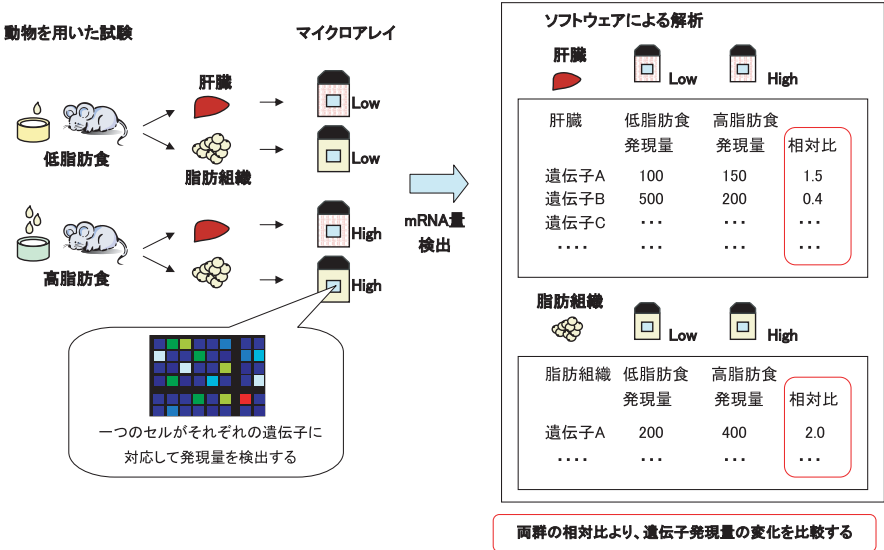 動物を用いた試験
マイクロアレイ
肝臓
Low
低脂肪食
脂肪組織
Low
High
高脂肪食
High
mRNA量
検出
一つのセルがそれぞれの遺伝子に
対応して発現量を検出する
ソフトウェアによる解析
肝臓
Low
High
肝臓 低脂肪食 高脂肪食
発現量 発現量 相対比
遺伝子A 100 150 1.5
遺伝子B 500 200 0.4
遺伝子C ・・・ ・・・ ・・・
・・・・ ・・・ ・・・ ・・・
脂肪組織
Low
High
脂肪組織 低脂肪食 高脂肪食
発現量 発現量 相対比
遺伝子A 200 400 2.0
・・・・ ・・・ ・・・ ・・・
両群の相対比より、遺伝子発現量の変化を比較する